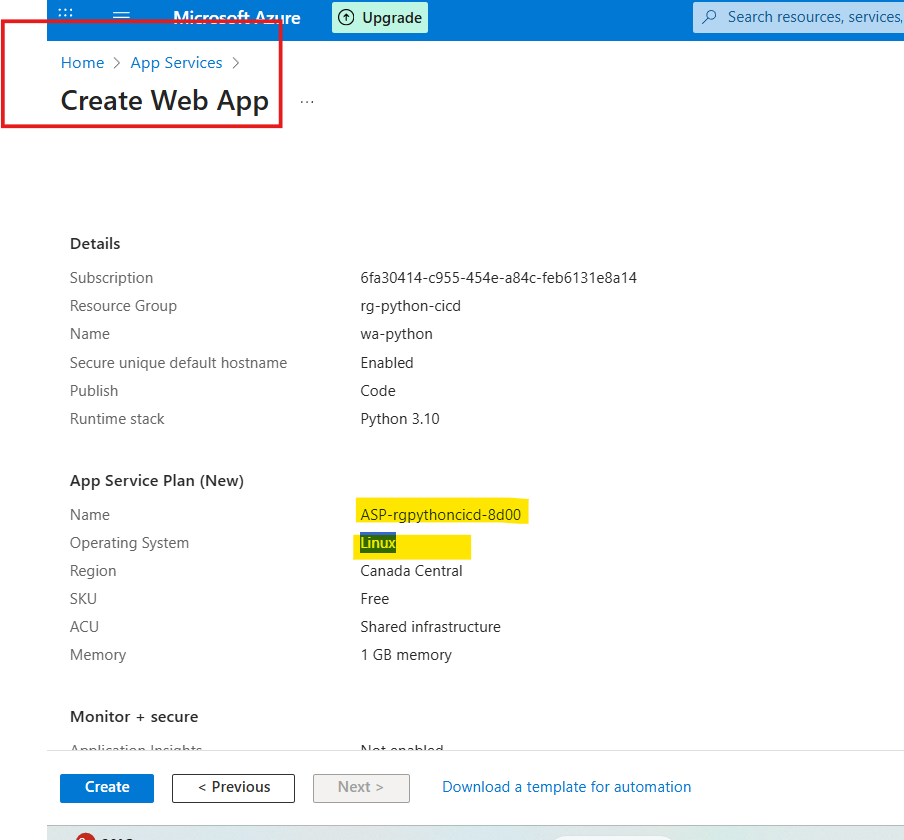 Microsoft Azure
Upgrade
Search resources, services,
Home > App Services >
Create Web App ...
Details
Subscription 6fa30414-c955-454e-a84c-feb6131e8a14
Resource Group rg-python-cicd
Name wa-python
Secure unique default hostname Enabled
Publish Code
Runtime stack Python 3.10
App Service Plan (New)
Name ASP-rgpythoncicd-8d00
Operating System Linux
Region Canada Central
SKU Free
ACU Shared infrastructure
Memory 1 GB memory
Monitor + secure
Application Insights Not enabled
Create < Previous Next > Download a template for automation